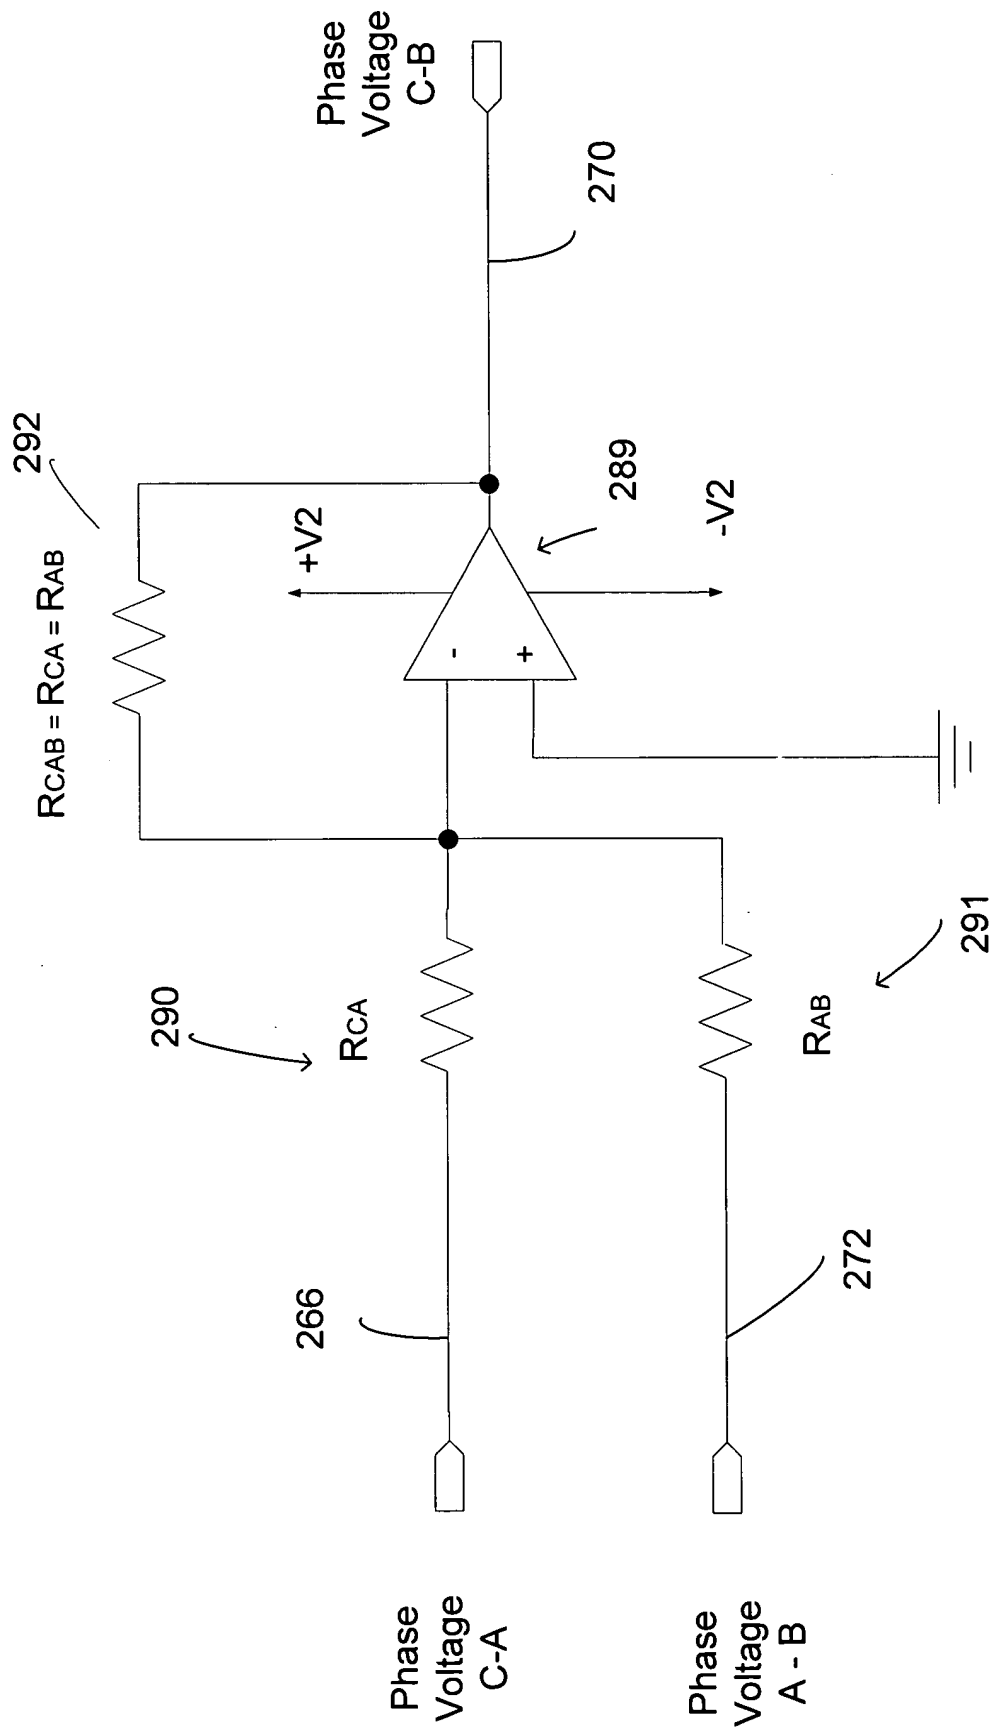 292
RCAB = RCA = RAB
Phase
Voltage
C-B
+V2
270
289
-V2
-
+
290
RCA
266
Phase
Voltage
C-A
291
RAB
272
Phase
Voltage
A - B